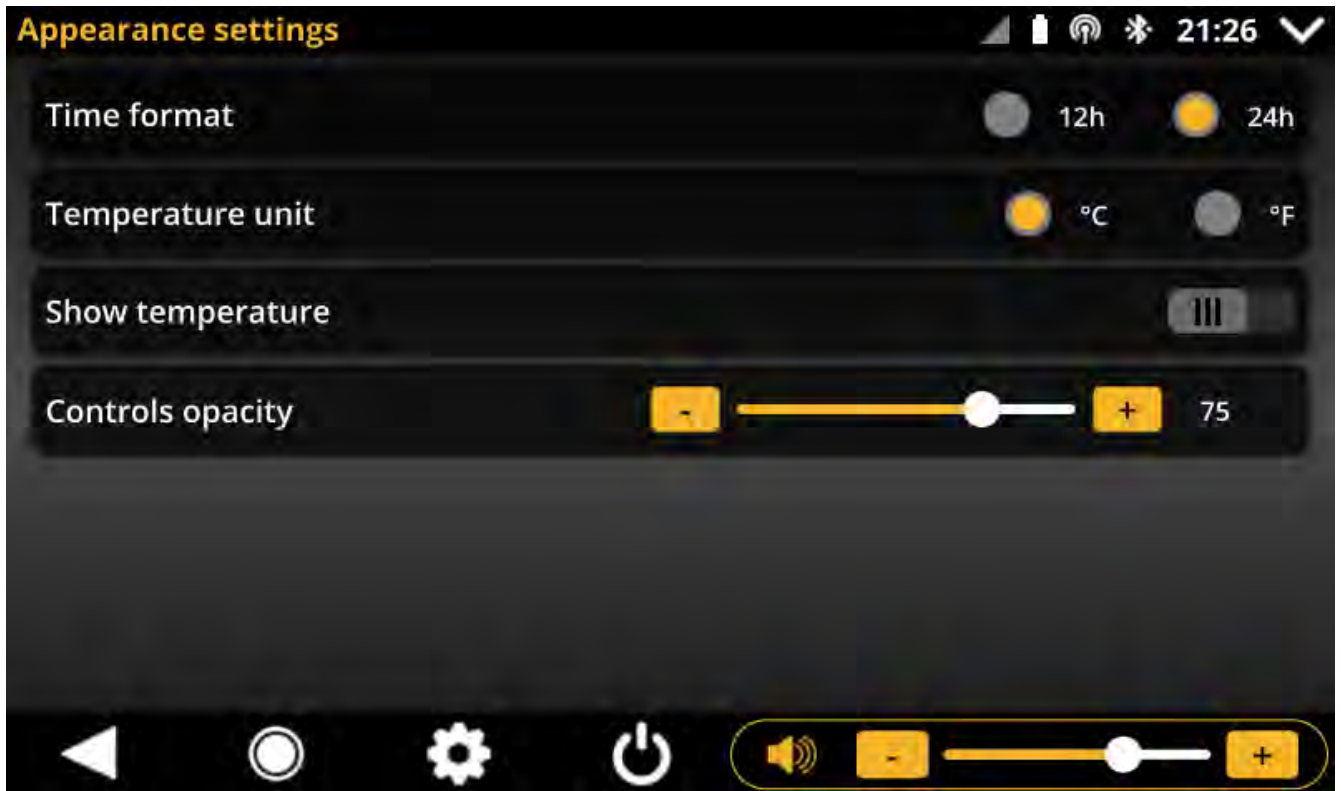 Appearance settings 21:26
Time format 12h 24h
Temperature unit °C °F
Show temperature
Controls opacity - + 75
- +